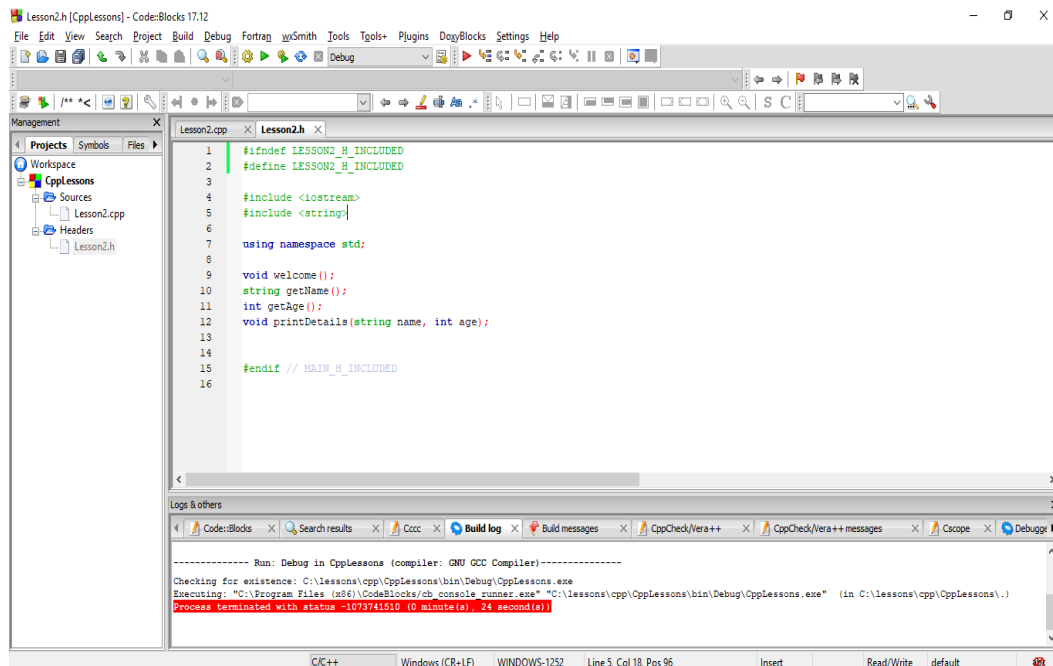 Lesson2.h [CppLessons] - Code::Blocks 17.12
File Edit View Search Project Build Debug Fortran wxSmith Tools Tools+ Plugins DoxyBlocks Settings Help
Debug
/** *<
S C
Management
Lesson2.cpp Lesson2.h
Projects Symbols Files
Workspace
CppLessons
Sources
Lesson2.cpp
Headers
Lesson2.h
1 #ifndef LESSON2_H_INCLUDED
2 #define LESSON2_H_INCLUDED
3
4 #include <iostream>
5 #include <string>
6
7 using namespace std;
8
9 void welcome();
10 string getName();
11 int getAge();
12 void printDetails(string name, int age);
13
14
15 #endif // MAIN_H_INCLUDED
16
Logs & others
Code::Blocks Search results Cccc Build log Build messages CppCheck/Vera++ CppCheck/Vera++ messages Cscope Debugge
-------------- Run: Debug in CppLessons (compiler: GNU GCC Compiler)---------------
Checking for existence: C:\lessons\cpp\CppLessons\bin\Debug\CppLessons.exe
Executing: "C:\Program Files (x86)\CodeBlocks/cb_console_runner.exe" "C:\lessons\cpp\CppLessons\bin\Debug\CppLessons.exe" (in C:\lessons\cpp\CppLessons\.)
Process terminated with status -1073741510 (0 minute(s), 24 second(s))
C/C++ Windows (CR+LF) WINDOWS-1252 Line 5, Col 18, Pos 96 Insert Read/Write default